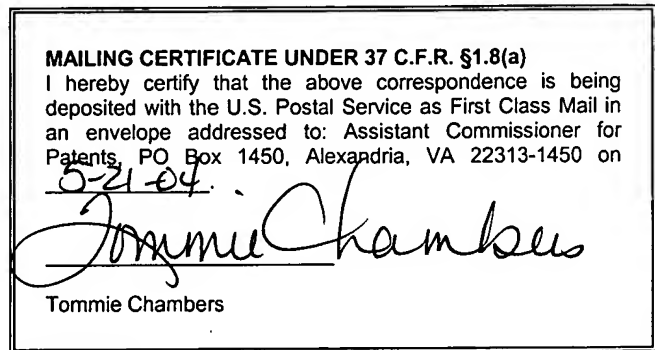 MAILING CERTIFICATE UNDER 37 C.F.R. §1.8(a)
I hereby certify that the above correspondence is being
deposited with the U.S. Postal Service as First Class Mail in
an envelope addressed to: Assistant Commissioner for
Patents, PO Box 1450, Alexandria, VA 22313-1450 on
5-21-04.
Tommie Chambers
Tommie Chambers